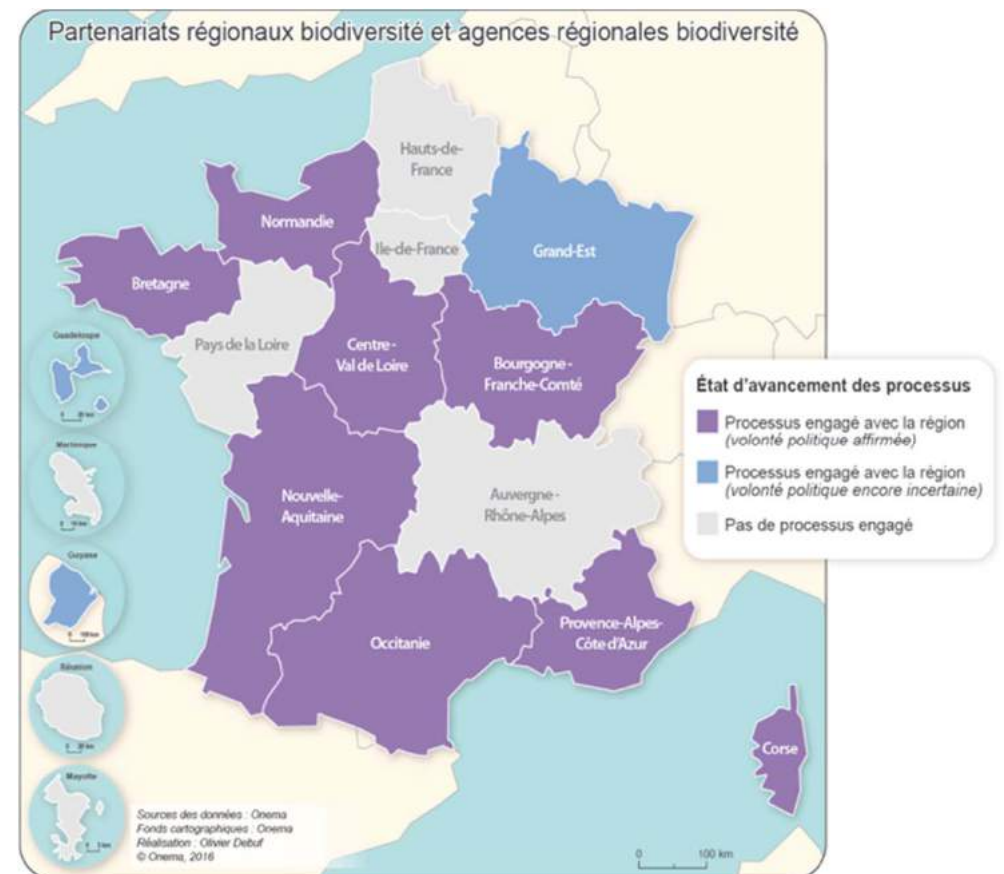 Partenariats régionaux biodiversité et agences régionales biodiversité
Hauts-de-
France
Normandie
Ile-de-France
Grand-Est
Bretagne
Pays de la Loire
Centre -
Val de Loire
Bourgogne -
Franche-Comté
Nouvelle-
Aquitaine
Auvergne -
Rhône-Alpes
Occitanie
Provence-Alpes-
Côte d'Azur
Corse
Guadeloupe
Martinique
Guyane
0 100 km
Réunion
Mayotte
État d'avancement des processus
Processus engagé avec la région
(volonté politique affirmée)
Processus engagé avec la région
(volonté politique encore incertaine)
Pas de processus engagé
Sources des données : Onema
Fonds cartographiques : Onema
Réalisation : Olivier Debuf
© Onema, 2016
0 100 km